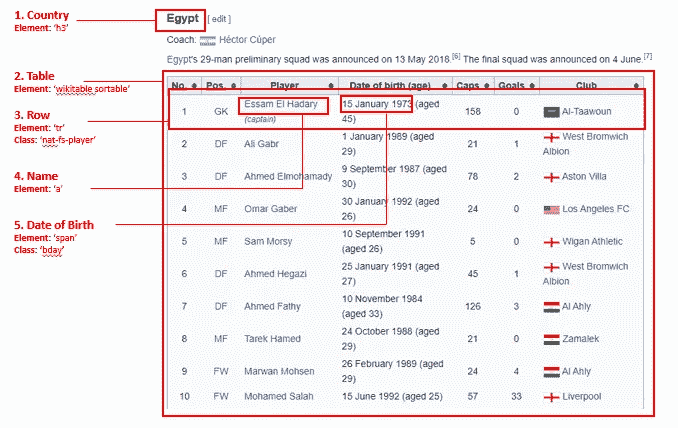 1. Country
Element: 'h3'
Egypt [ edit ]
Coach: Héctor Cúper
Egypt's 29-man preliminary squad was announced on 13 May 2018.[6] The final squad was announced on 4 June.[7]
2. Table
Element: 'wikitable sortable'
3. Row
Element: 'tr'
Class: 'nat-fs-player'
4. Name
Element: 'a'
5. Date of Birth
Element: 'span'
Class: 'bday'
No. Pos. Player Date of birth (age) Caps Goals Club
1 GK Essam El Hadary (captain) 15 January 1973 (aged 45) 158 0 Al-Taawoun
2 DF Ali Gabr 1 January 1989 (aged 29) 21 1 West Bromwich Albion
3 DF Ahmed Elmohamady 9 September 1987 (aged 30) 78 2 Aston Villa
4 MF Omar Gaber 30 January 1992 (aged 26) 24 0 Los Angeles FC
5 MF Sam Morsy 10 September 1991 (aged 26) 5 0 Wigan Athletic
6 DF Ahmed Hegazi 25 January 1991 (aged 27) 45 1 West Bromwich Albion
7 DF Ahmed Fathy 10 November 1984 (aged 33) 126 3 Al Ahly
8 MF Tarek Hamed 24 October 1988 (aged 29) 21 0 Zamalek
9 FW Marwan Mohsen 26 February 1989 (aged 29) 24 4 Al Ahly
10 FW Mohamed Salah 15 June 1992 (aged 25) 57 33 Liverpool